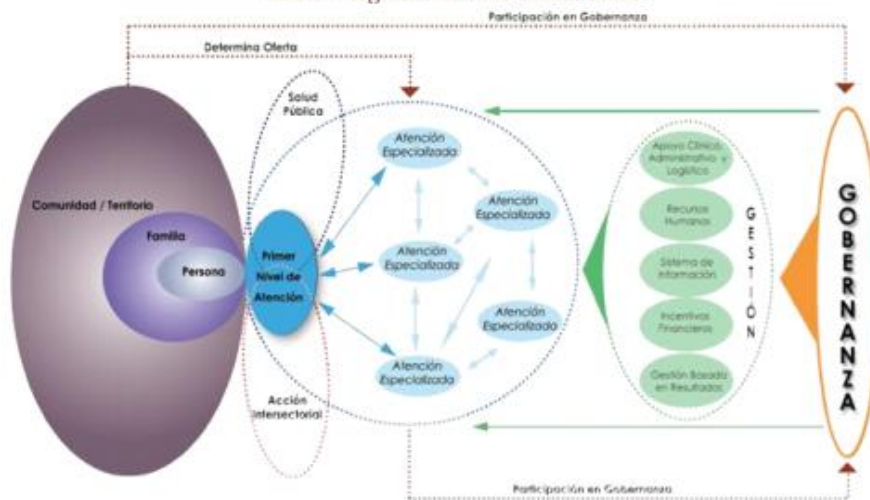 Participación en Gobernanza
Determina Oferta
Salud
Pública
Comunidad / Territorio
Familia
Persona
Primer
Nivel de
Atención
Acción
Intersectorial
Atención
Especializada
Atención
Especializada
Atención
Especializada
Atención
Especializada
Atención
Especializada
Apoyo Clínico,
Administrativo y
Logístico
Recursos
Humanos
Sistema de
Información
Incentivos
Financieros
Gestión Basada
en Resultados
GESTIÓN
GOBERNANZA
Participación en Gobernanza